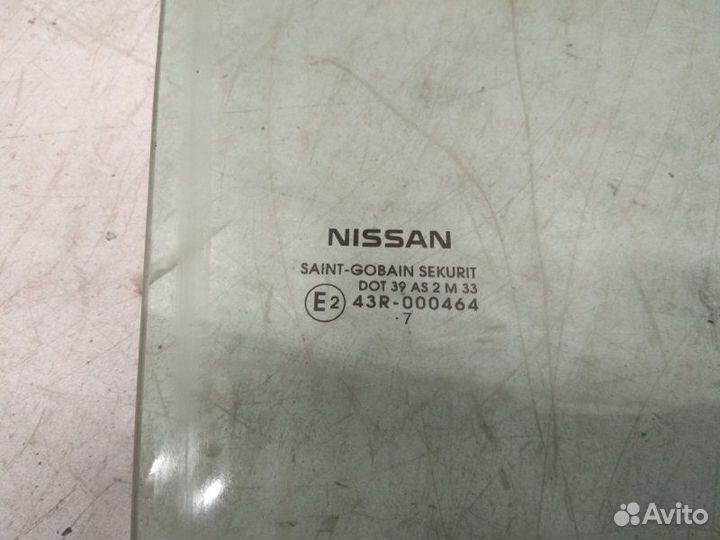 NISSAN
SAINT-GOBAIN SEKURIT
DOT 39 AS 2 M 33
E2 43R-000464
.7
Avito